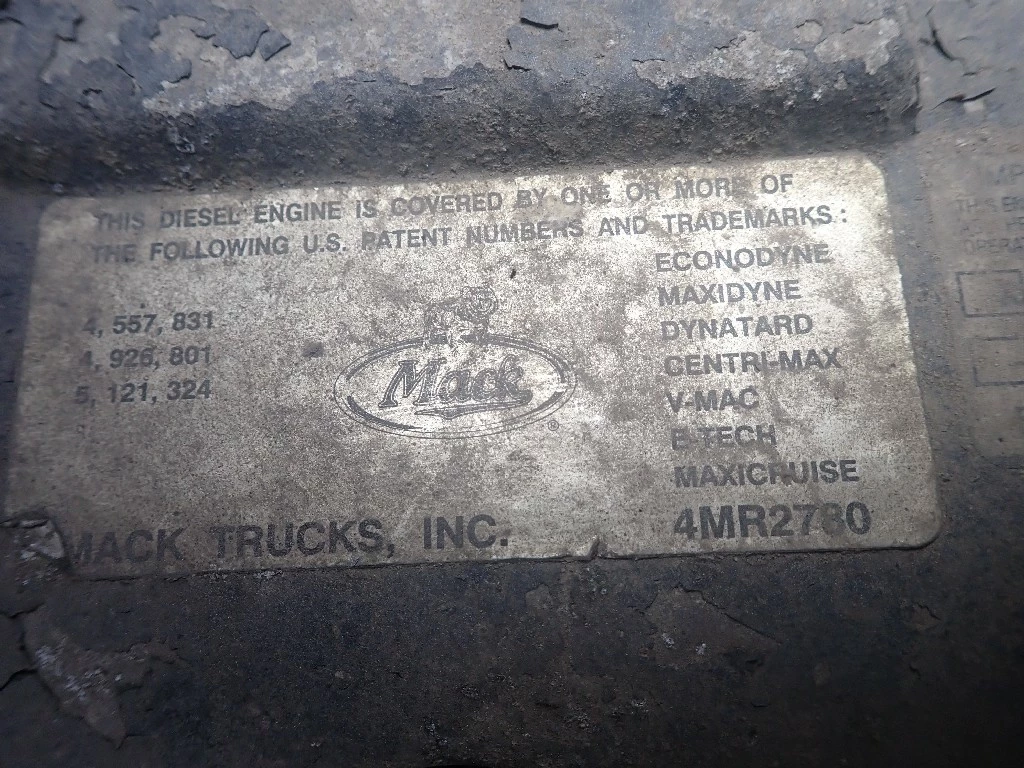 THIS DIESEL ENGINE IS COVERED BY ONE OR MORE OF
THE FOLLOWING U.S. PATENT NUMBERS AND TRADEMARKS :
4, 557, 831
4, 926, 801
5, 121, 324
Mack
®
ECONODYNE
MAXIDYNE
DYNATARD
CENTRI-MAX
V-MAC
E-TECH
MAXICRUISE
MACK TRUCKS, INC.
4MR2780